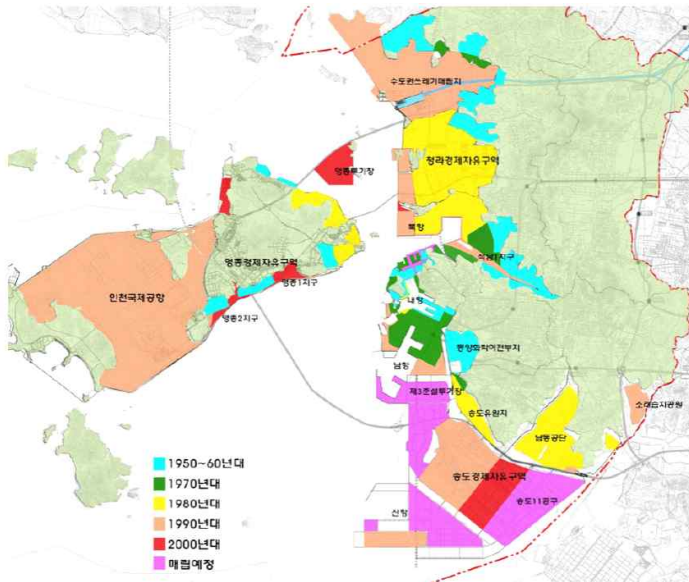 수도권쓰레기매립지
청라경제자유구역
영종투기장
북항
영종경제자유구역
인천국제공항
영종1지구
영종2지구
내항
동양화학이전부지
남항
제3준설투기장
송도유원지
소래습지공원
남동공단
송도경제자유구역
송도11공구
신항
1950~60년대
1970년대
1980년대
1990년대
2000년대
매립예정